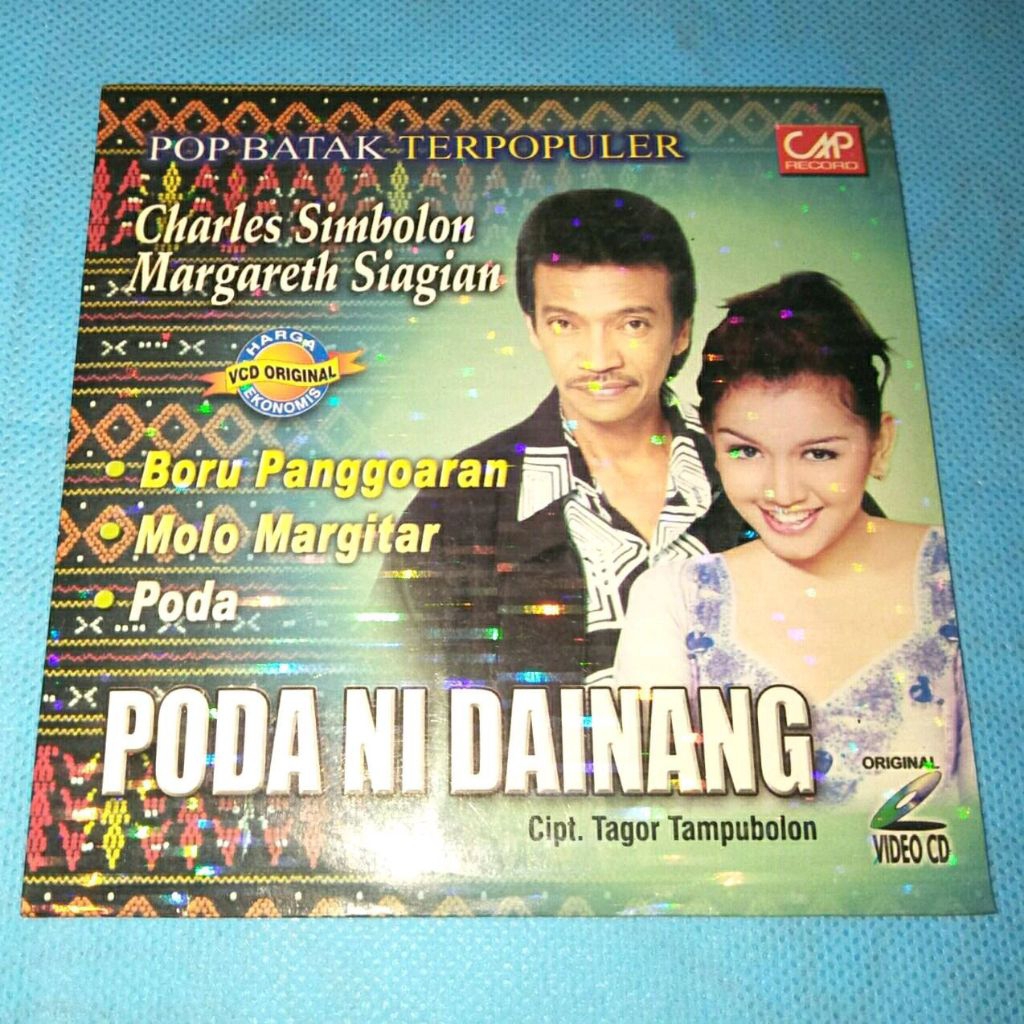 POP BATAK TERPOPULER
CMP
RECORD
Charles Simbolon
Margareth Siagian
HARGA
VCD ORIGINAL
EKONOMIS
• Boru Panggoaran
• Molo Margitar
• Poda
PODA NI DAINANG
Cipt. Tagor Tampubolon
ORIGINAL
VIDEO CD